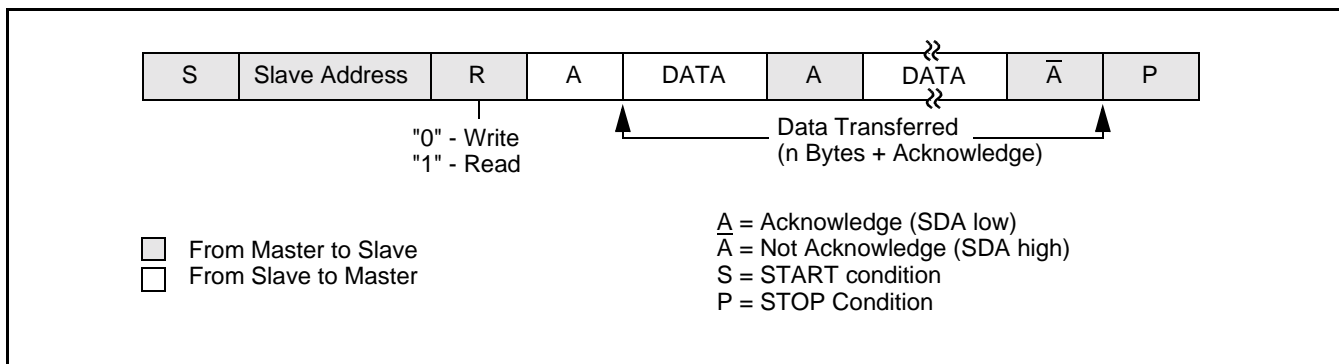 S Slave Address R A DATA A DATA A̅ P
"0" - Write
"1" - Read
Data Transferred
(n Bytes + Acknowledge)
From Master to Slave
From Slave to Master
A = Acknowledge (SDA low)
A̅ = Not Acknowledge (SDA high)
S = START condition
P = STOP Condition